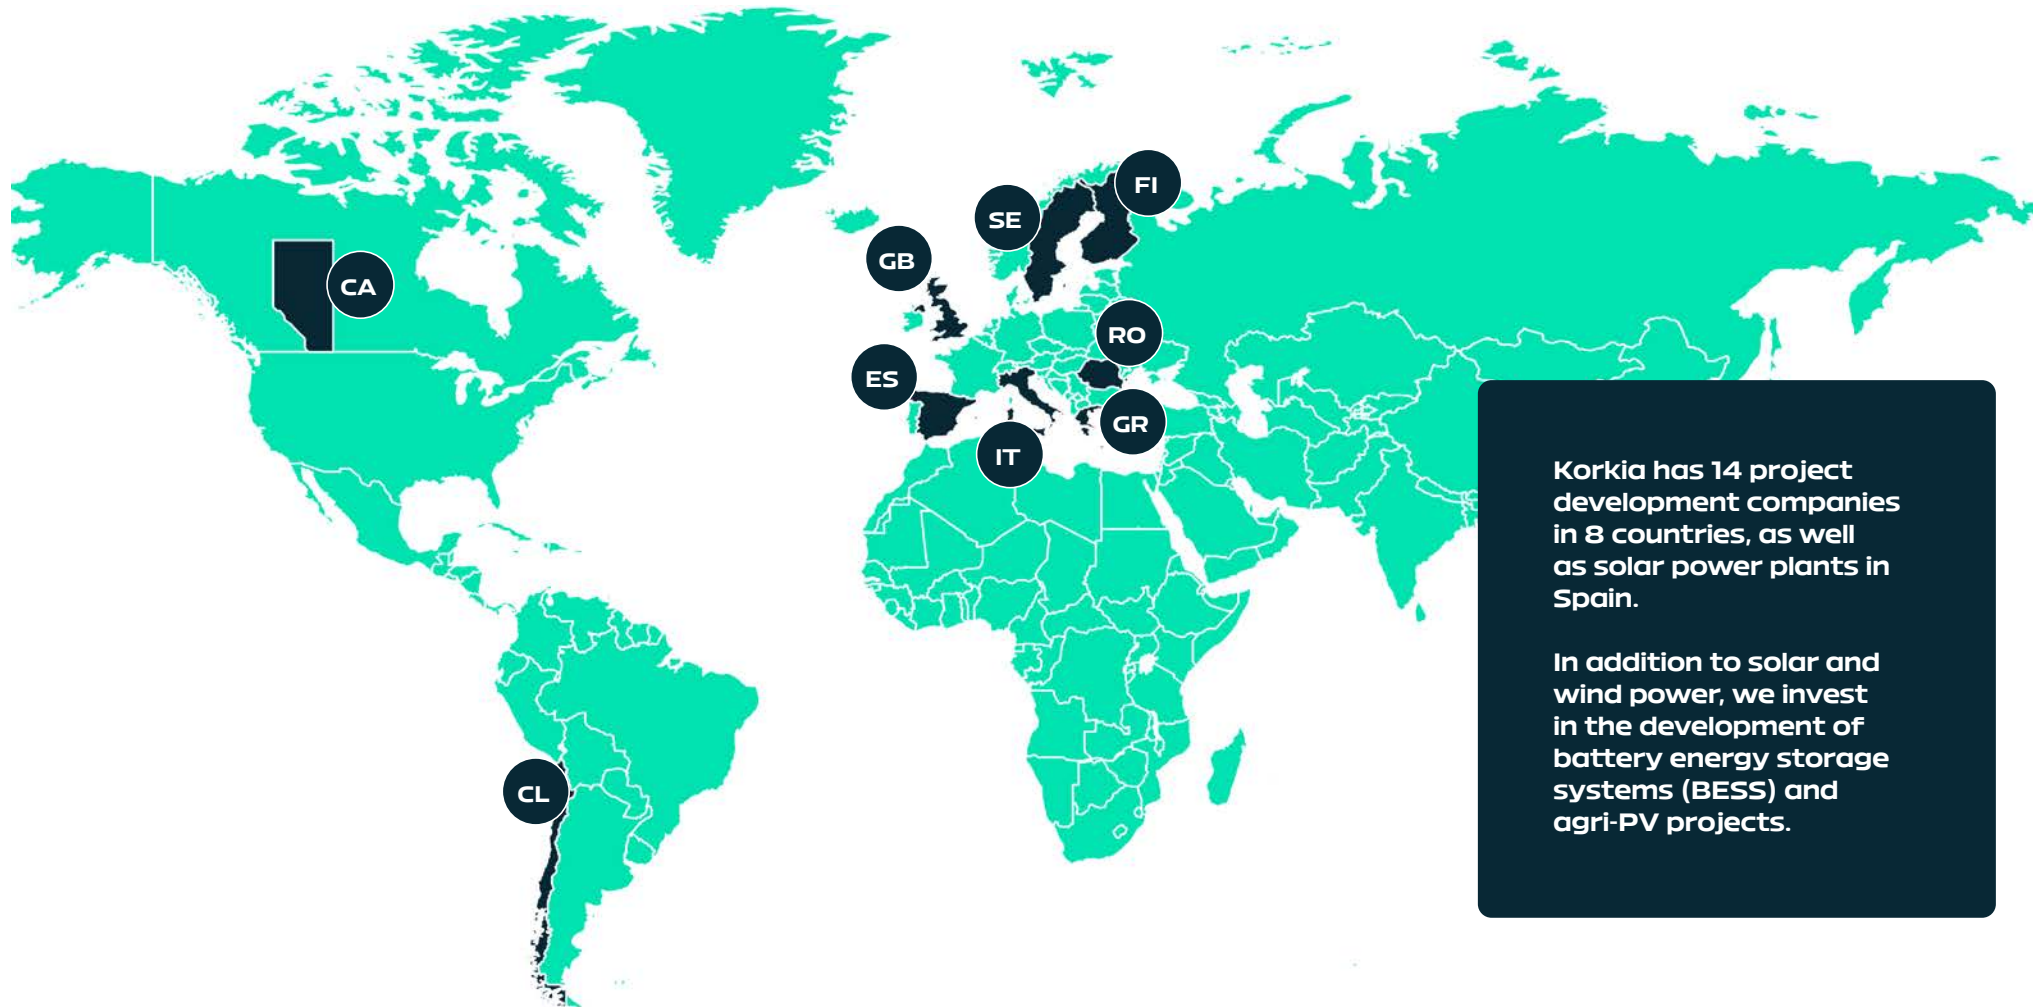 FI
SE
GB
CA
RO
ES
GR
IT
CL
Korkia has 14 project
development companies
in 8 countries, as well
as solar power plants in
Spain.
In addition to solar and
wind power, we invest
in the development of
battery energy storage
systems (BESS) and
agri-PV projects.